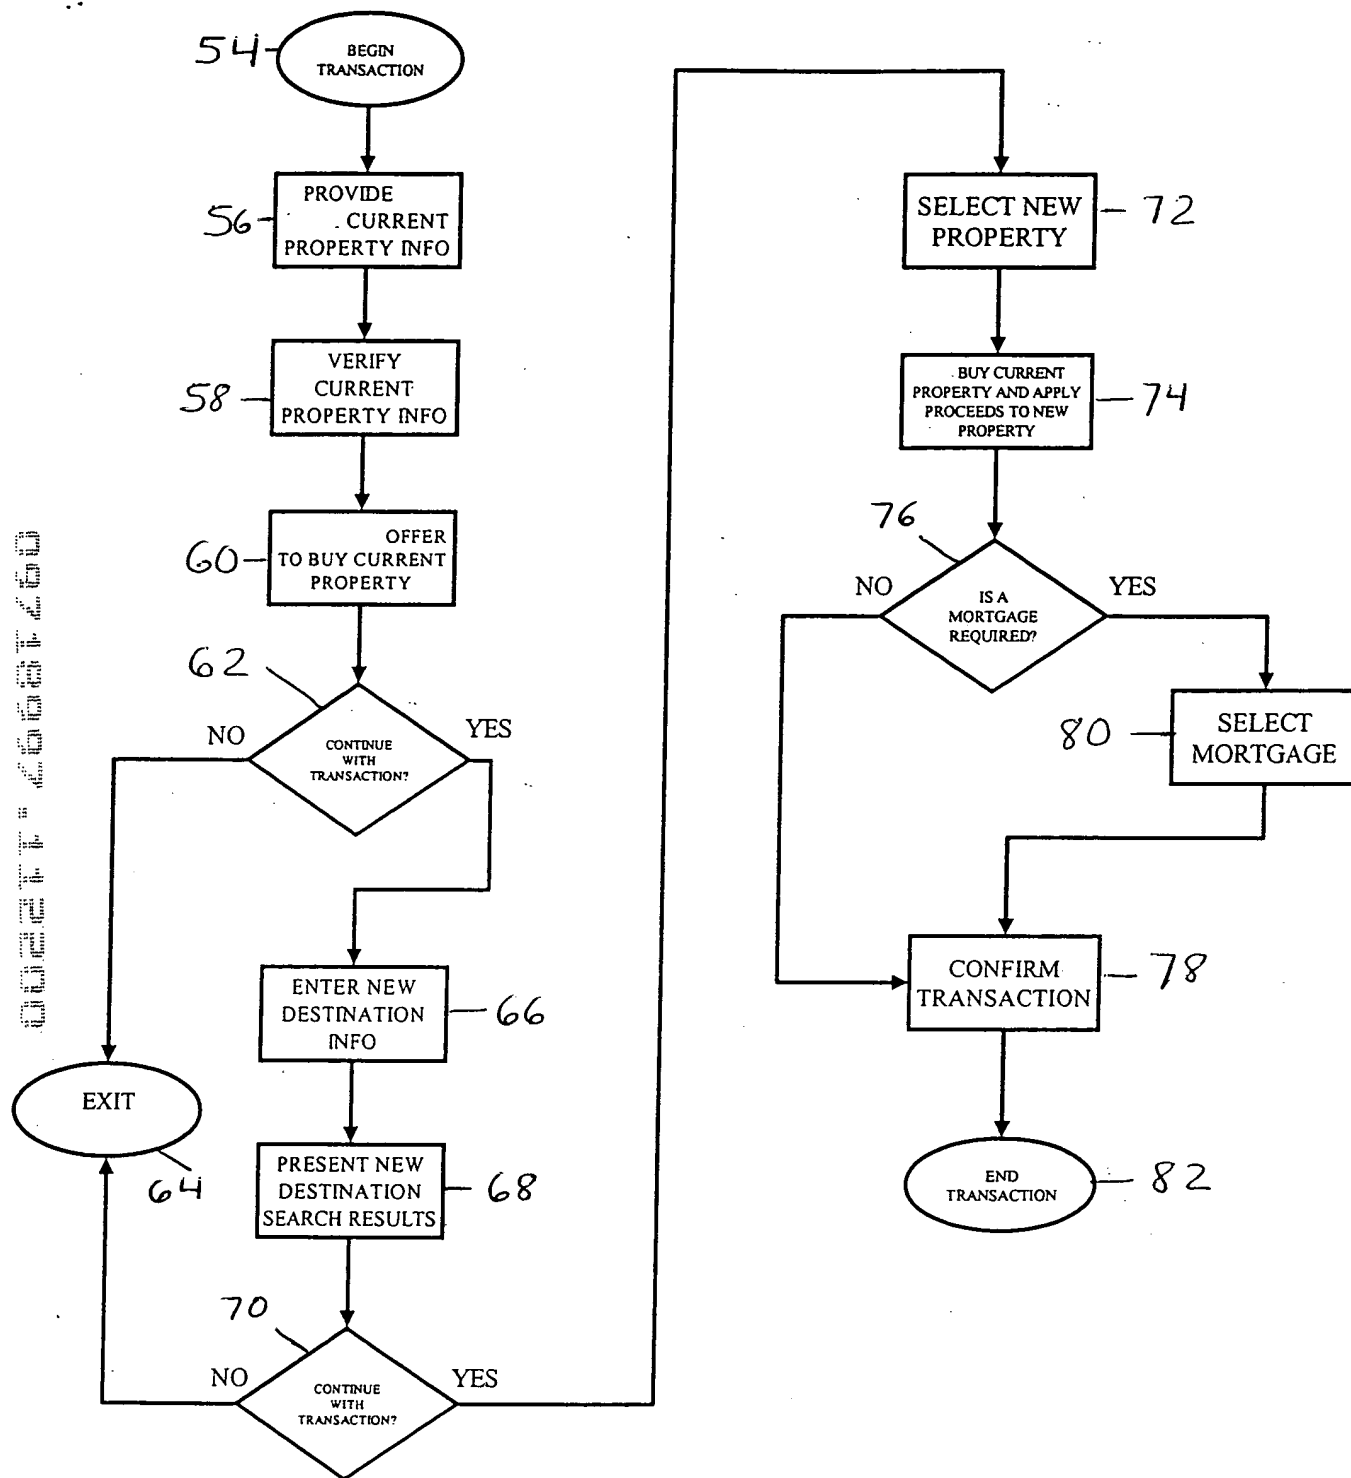 54
BEGIN
TRANSACTION
56
PROVIDE
CURRENT
PROPERTY INFO
58
VERIFY
CURRENT
PROPERTY INFO
60
OFFER
TO BUY CURRENT
PROPERTY
62
NO
YES
CONTINUE
WITH
TRANSACTION?
ENTER NEW
DESTINATION
INFO
66
EXIT
64
PRESENT NEW
DESTINATION
SEARCH RESULTS
68
70
NO
YES
CONTINUE
WITH
TRANSACTION?
SELECT NEW
PROPERTY
72
BUY CURRENT
PROPERTY AND APPLY
PROCEEDS TO NEW
PROPERTY
74
76
NO
YES
IS A
MORTGAGE
REQUIRED?
80
SELECT
MORTGAGE
CONFIRM
TRANSACTION
78
END
TRANSACTION
82
09718997.112200